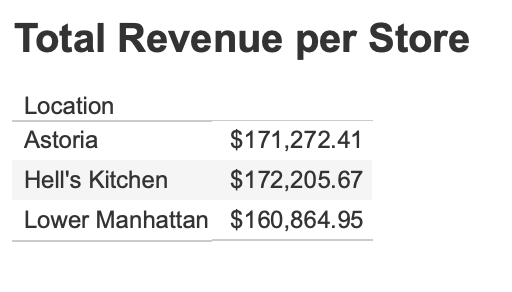 Total Revenue per Store
Location
Astoria $171,272.41
Hell's Kitchen $172,205.67
Lower Manhattan $160,864.95